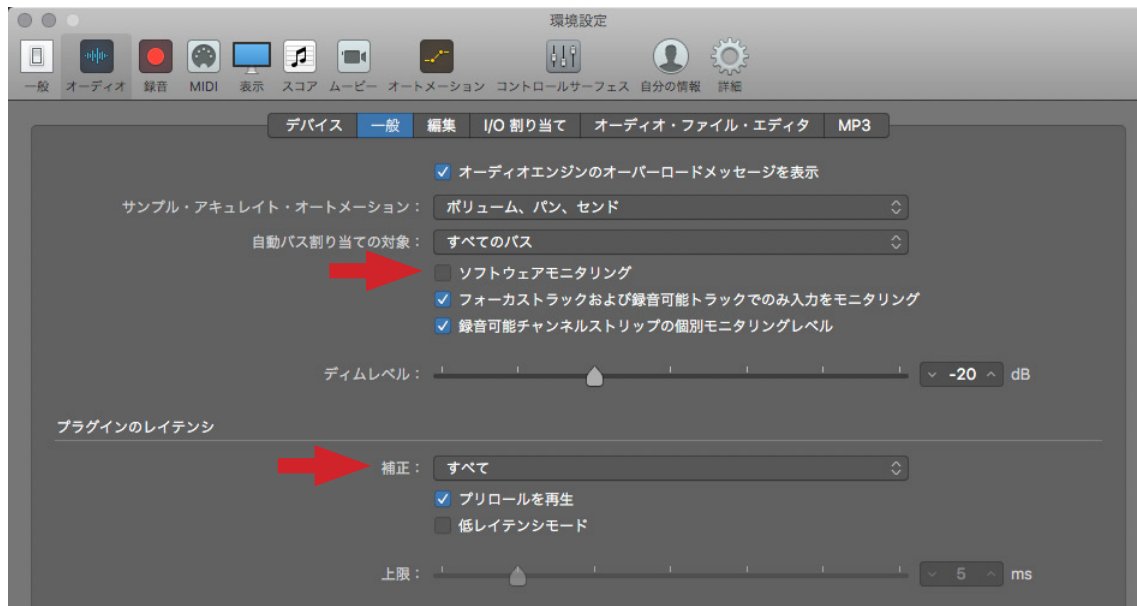 環境設定
一般 オーディオ 録音 MIDI 表示 スコア ムービー オートメーション コントロールサーフェス 自分の情報 詳細
デバイス 一般 編集 I/O 割り当て オーディオ・ファイル・エディタ MP3
オーディオエンジンのオーバーロードメッセージを表示
サンプル・アキュレイト・オートメーション： ボリューム、パン、センド
自動バス割り当ての対象： すべてのバス
ソフトウェアモニタリング
フォーカストラックおよび録音可能トラックでのみ入力をモニタリング
録音可能チャンネルストリップの個別モニタリングレベル
ディムレベル： -20 dB
プラグインのレイテンシ
補正： すべて
プリロールを再生
低レイテンシモード
上限： 5 ms